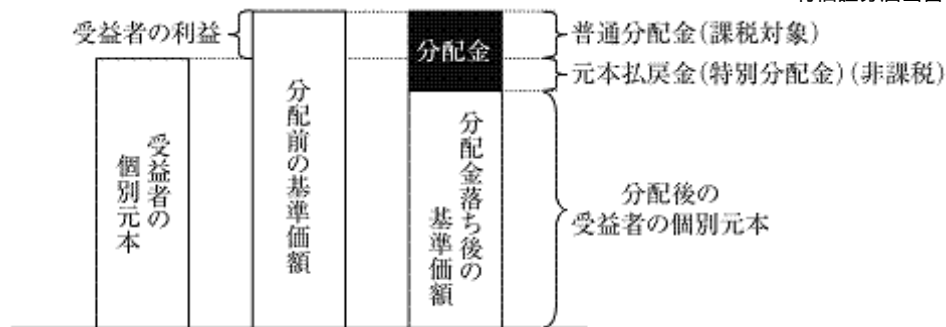 受益者の利益
分配金
普通分配金(課税対象)
元本払戻金(特別分配金)(非課税)
受益者の
個別元本
分配前の基準価額
分配金落ち後の
基準価額
分配後の
受益者の個別元本